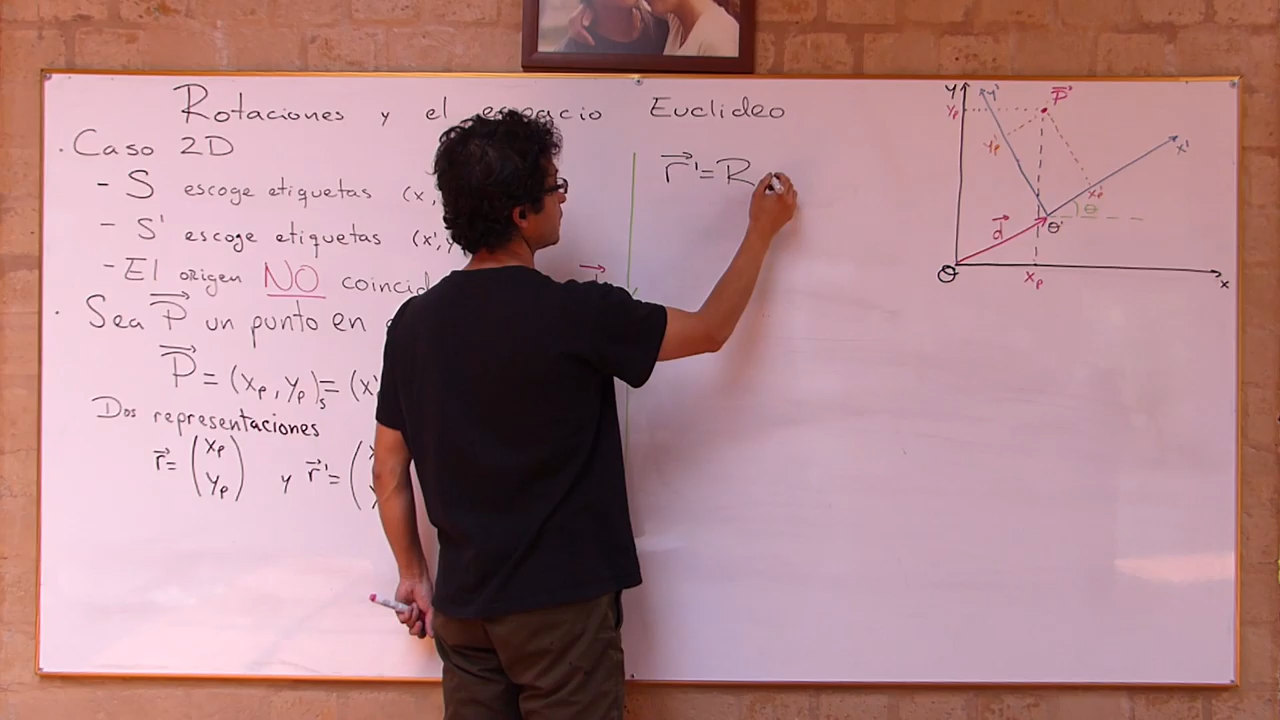 Rotaciones y el espacio Euclideo
· Caso 2D
- S escoge etiquetas (x,
- S' escoge etiquetas (x',y
- El origen NO coincid
· Sea P⃗ un punto en
P⃗ = (xₚ, yₚ)ₛ = (x'
Dos representaciones
r⃗ = (xₚ yₚ) y r⃗' = (
r⃗' = R
y
y'
P⃗
yₚ
y'ₚ
x'
x'ₚ
θ
d⃗
O'
O
xₚ
x